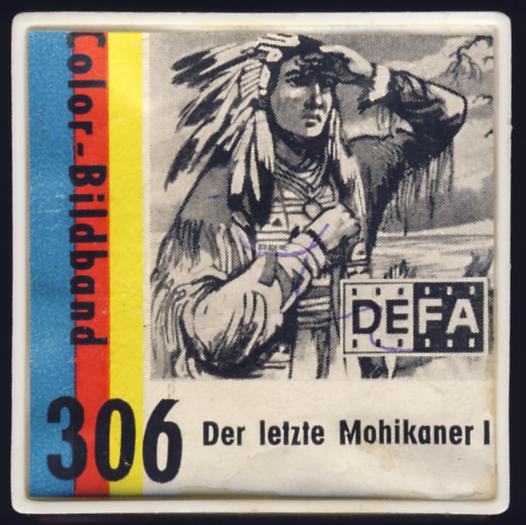 Color-Bildband
DEFA
306 Der letzte Mohikaner I